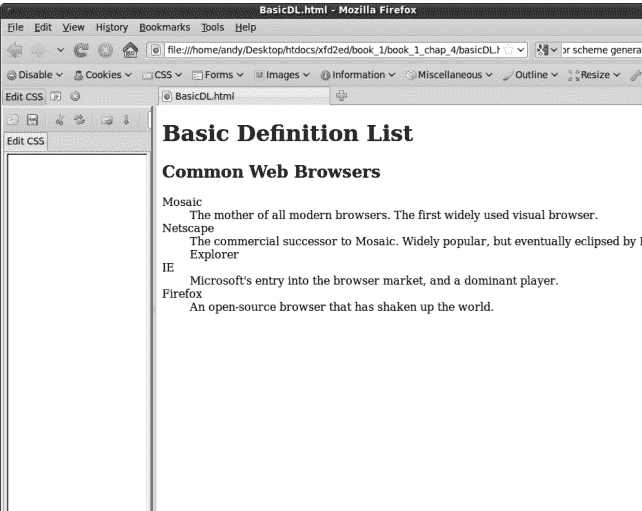 BasicDL.html - Mozilla Firefox
File Edit View History Bookmarks Tools Help
file:///home/andy/Desktop/htdocs/xfd2ed/book_1/book_1_chap_4/basicDL.h
or scheme genera
Disable Cookies CSS Forms Images Information Miscellaneous Outline Resize
Edit CSS
BasicDL.html
Edit CSS
Basic Definition List
Common Web Browsers
Mosaic
The mother of all modern browsers. The first widely used visual browser.
Netscape
The commercial successor to Mosaic. Widely popular, but eventually eclipsed by
Explorer
IE
Microsoft's entry into the browser market, and a dominant player.
Firefox
An open-source browser that has shaken up the world.